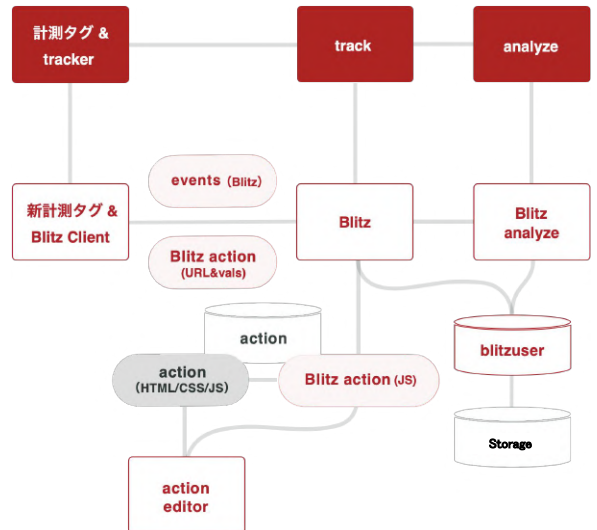 計測タグ &
tracker
track
analyze
events（Blitz）
新計測タグ &
Blitz Client
Blitz
Blitz
analyze
Blitz action
(URL&vals)
action
blitzuser
action
（HTML/CSS/JS）
Blitz action (JS)
Storage
action
editor